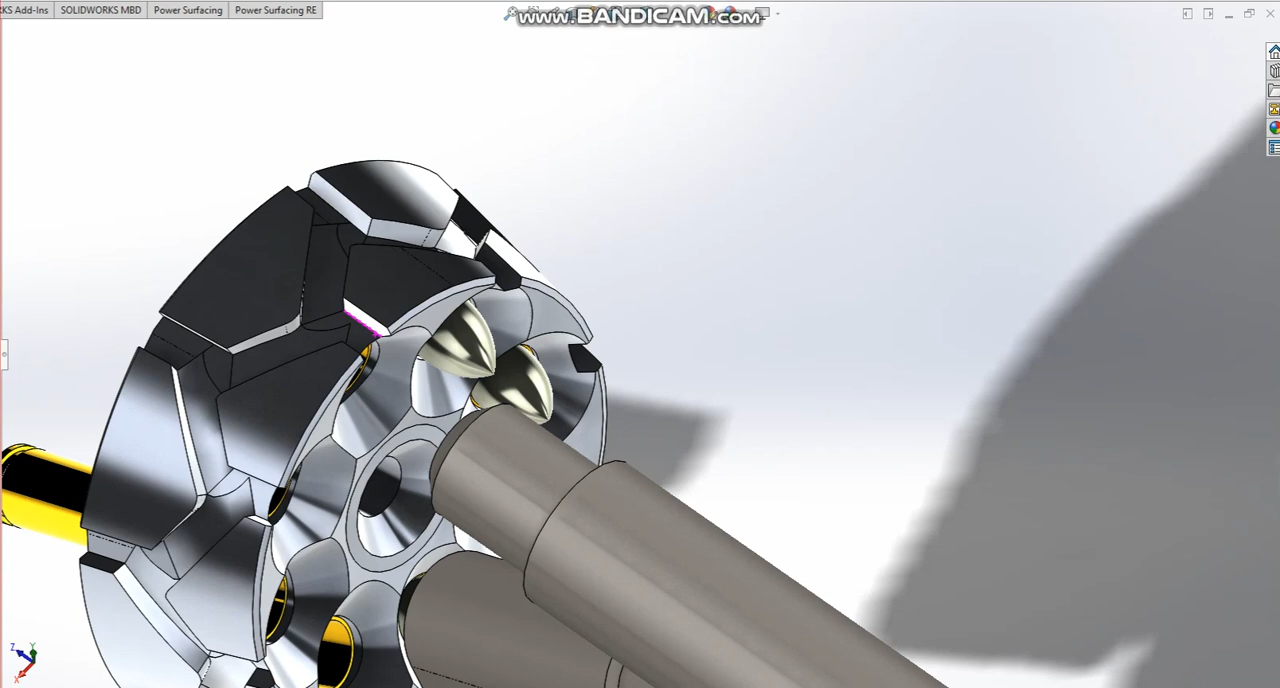 KS Add-Ins SOLIDWORKS MBD Power Surfacing Power Surfacing RE
www.BANDICAM.com
Z Y
X